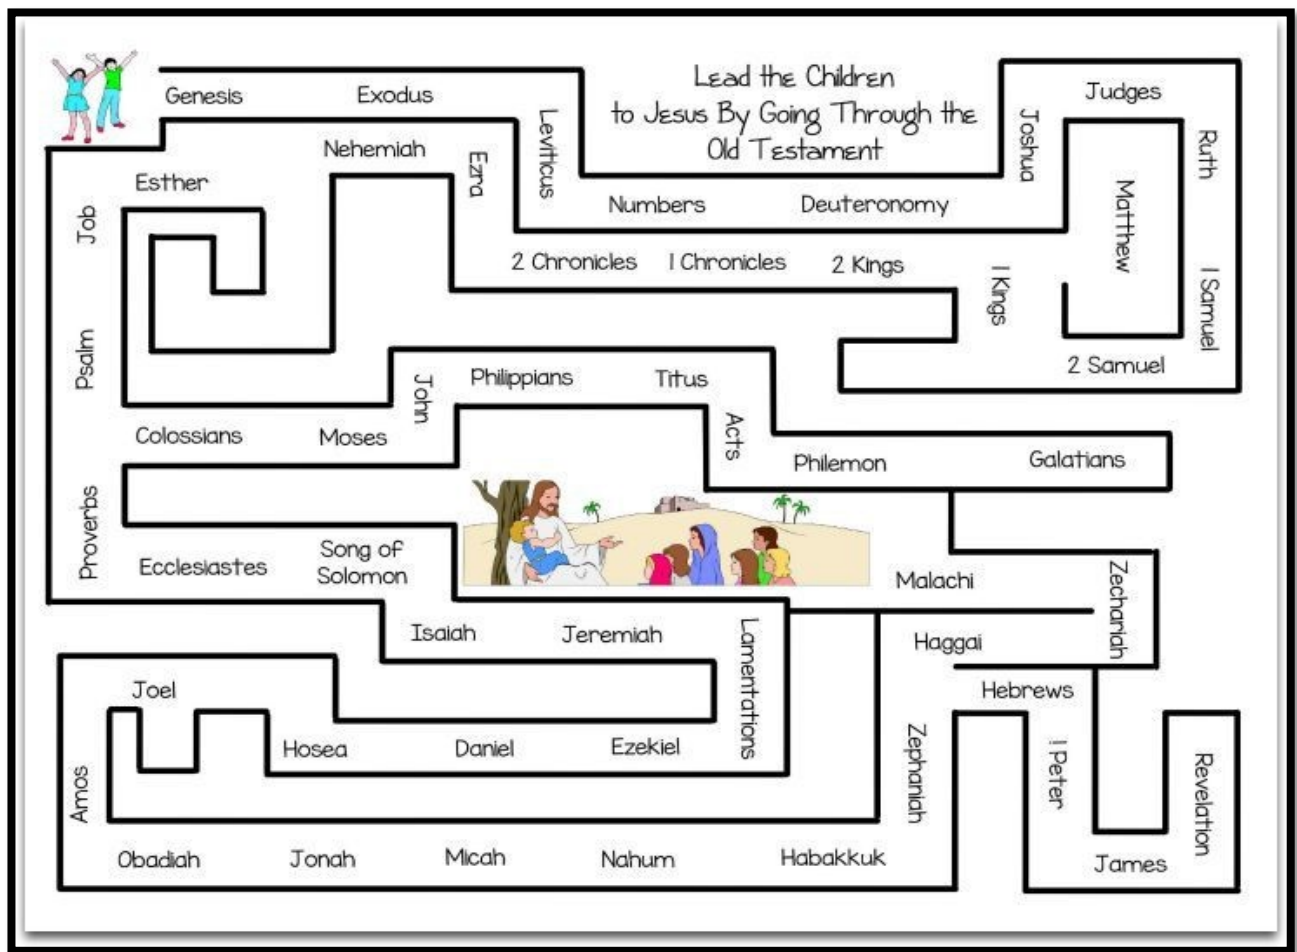 Lead the Children
to Jesus By Going Through the
Old Testament
Genesis
Exodus
Leviticus
Numbers
Deuteronomy
Joshua
Judges
Ruth
1 Samuel
2 Samuel
Matthew
1 Kings
2 Kings
1 Chronicles
2 Chronicles
Ezra
Nehemiah
Esther
Job
Psalm
Proverbs
Colossians
Moses
John
Philippians
Titus
Acts
Philemon
Galatians
Ecclesiastes
Song of
Solomon
Isaiah
Jeremiah
Lamentations
Ezekiel
Daniel
Hosea
Joel
Amos
Obadiah
Jonah
Micah
Nahum
Habakkuk
Zephaniah
Haggai
Zechariah
Malachi
Hebrews
1 Peter
James
Revelation